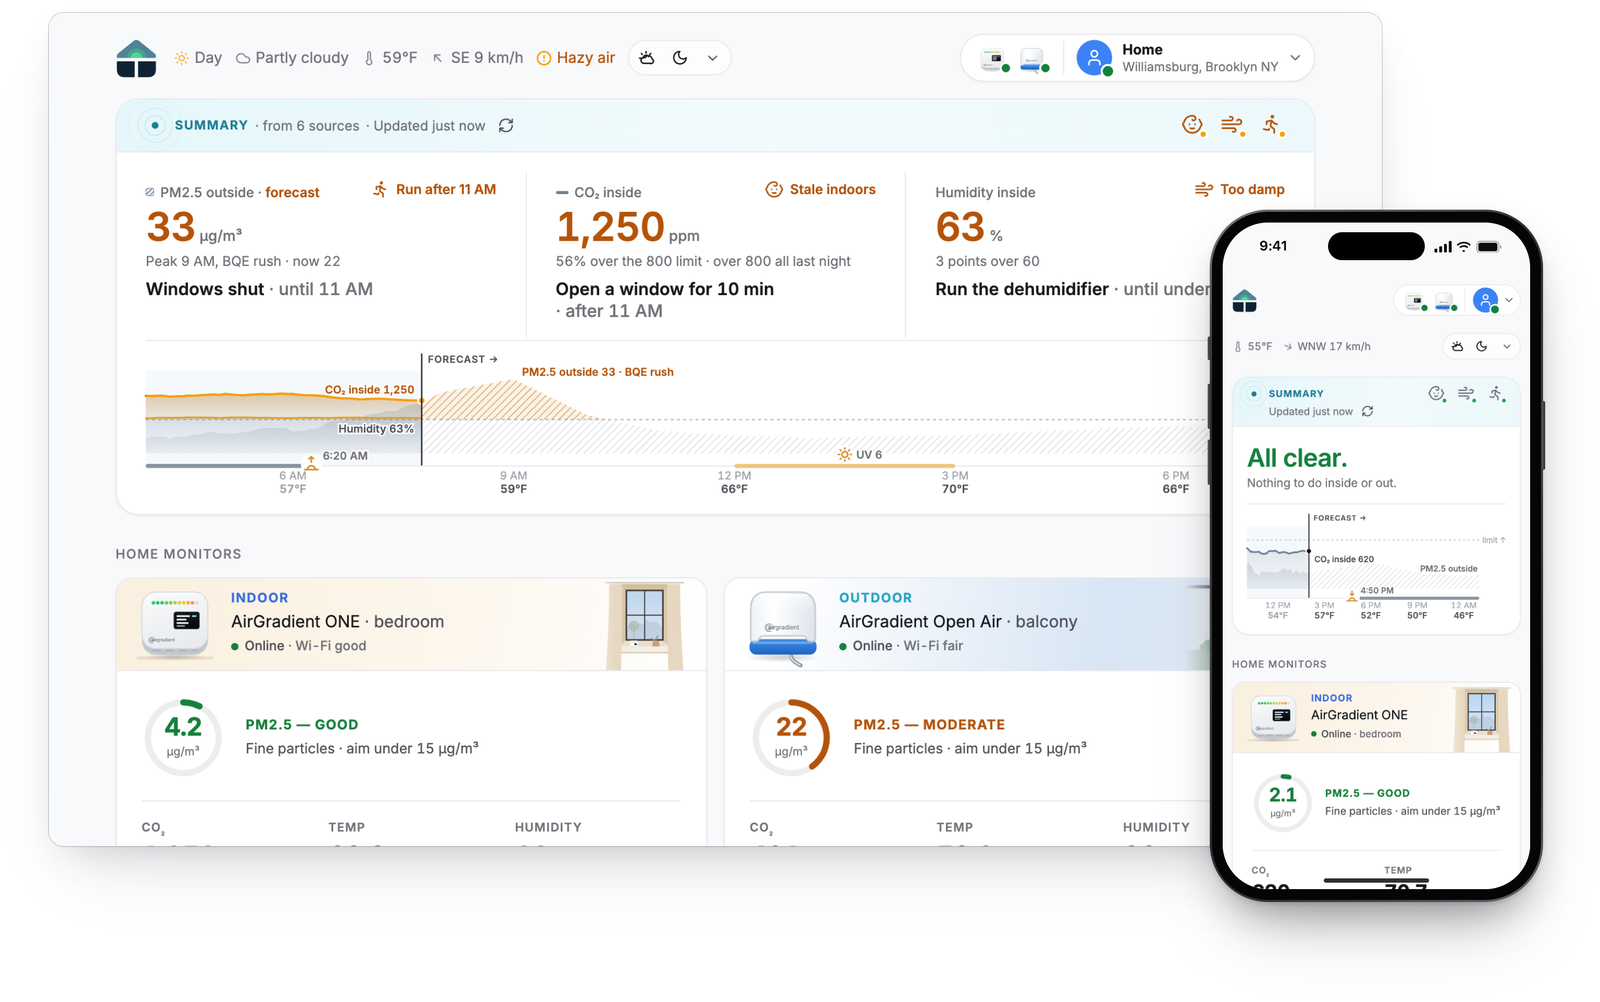 Day Partly cloudy 59°F SE 9 km/h Hazy air
Home
Williamsburg, Brooklyn NY
SUMMARY · from 6 sources · Updated just now
PM2.5 outside · forecast
Run after 11 AM
33 µg/m³
Peak 9 AM, BQE rush · now 22
Windows shut · until 11 AM
CO₂ inside
Stale indoors
1,250 ppm
56% over the 800 limit · over 800 all last night
Open a window for 10 min
· after 11 AM
Humidity inside
Too damp
63 %
3 points over 60
Run the dehumidifier · until under
FORECAST →
PM2.5 outside 33 · BQE rush
CO₂ inside 1,250
Humidity 63%
6:20 AM
UV 6
6 AM 9 AM 12 PM 3 PM 6 PM
57°F 59°F 66°F 70°F 66°F
HOME MONITORS
INDOOR
AirGradient ONE · bedroom
Online · Wi-Fi good
airgradient
4.2
µg/m³
PM2.5 — GOOD
Fine particles · aim under 15 µg/m³
CO₂ TEMP HUMIDITY
OUTDOOR
AirGradient Open Air · balcony
Online · Wi-Fi fair
airgradient
22
µg/m³
PM2.5 — MODERATE
Fine particles · aim under 15 µg/m³
CO₂ TEMP HUMIDITY
9:41
55°F WNW 17 km/h
SUMMARY
Updated just now
All clear.
Nothing to do inside or out.
FORECAST →
limit ↑
CO₂ inside 620
PM2.5 outside
4:50 PM
12 PM 3 PM 6 PM 9 PM 12 AM
54°F 57°F 52°F 50°F 46°F
HOME MONITORS
INDOOR
AirGradient ONE
Online · bedroom
2.1
µg/m³
PM2.5 — GOOD
Fine particles · aim under 15 µg/m³
CO₂ TEMP